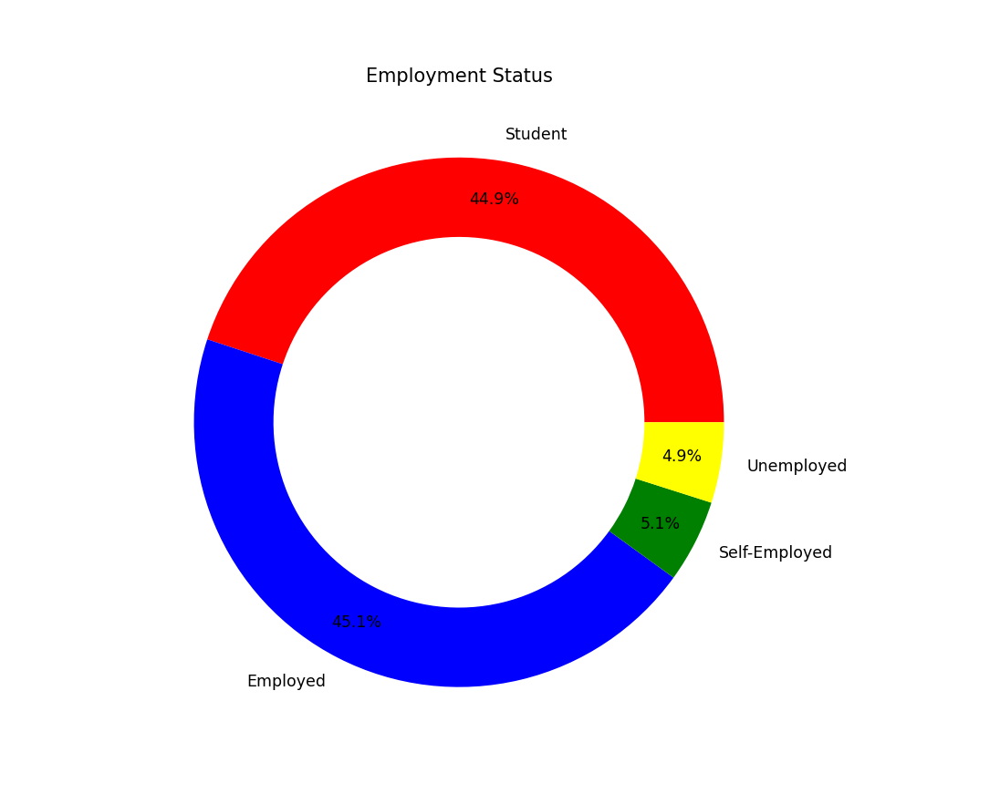 Employment Status
Student
44.9%
4.9%
Unemployed
5.1%
Self-Employed
45.1%
Employed